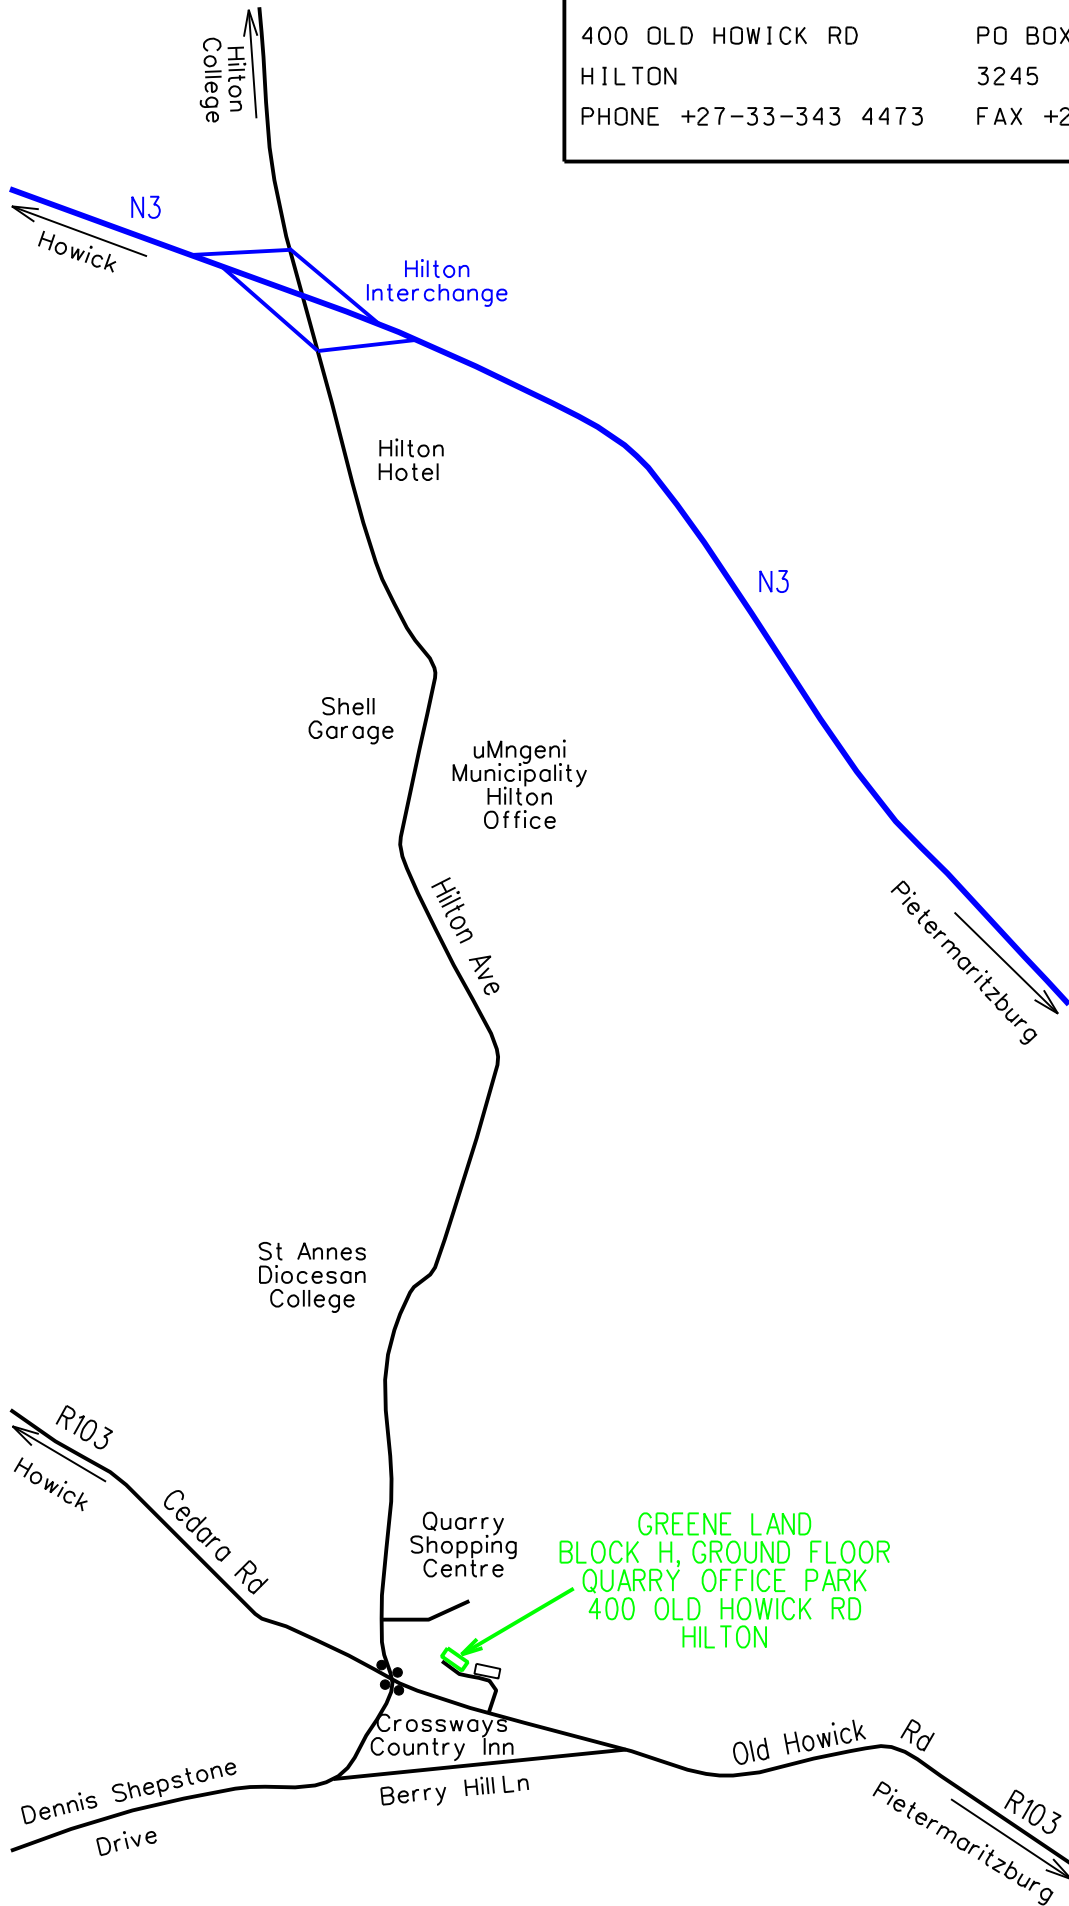 400 OLD HOWICK RD
PO BOX
HILTON
3245
PHONE +27-33-343 4473
FAX +2
Hilton
College
N3
Howick
Hilton
Interchange
Hilton
Hotel
N3
Shell
Garage
uMngeni
Municipality
Hilton
Office
Hilton Ave
Pietermaritzburg
St Annes
Diocesan
College
R103
Howick
Cedara Rd
Quarry
Shopping
Centre
GREENE LAND
BLOCK H, GROUND FLOOR
QUARRY OFFICE PARK
400 OLD HOWICK RD
HILTON
Crossways
Country Inn
Berry Hill Ln
Dennis Shepstone
Drive
Old Howick Rd
R103
Pietermaritzburg